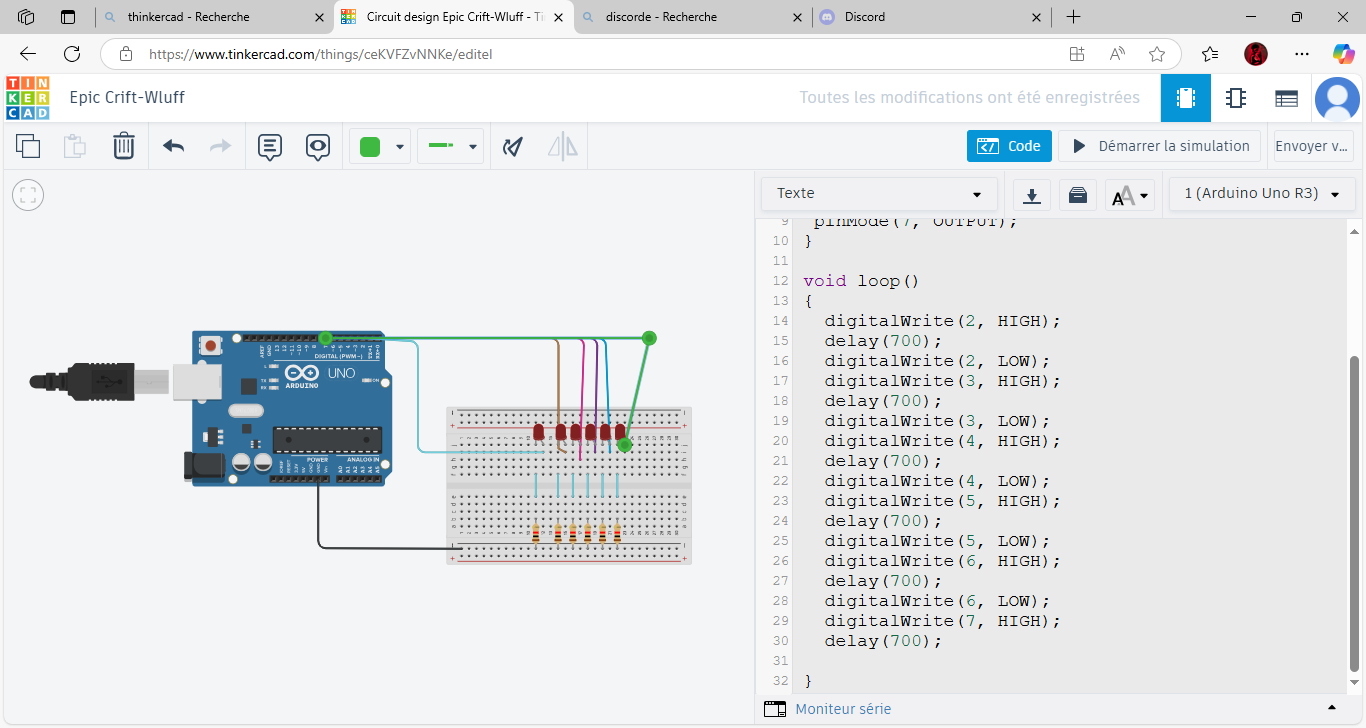 thinkercad - Recherche
Circuit design Epic Crift-Wluff - Ti
discorde - Recherche
Discord
https://www.tinkercad.com/things/ceKVFZvNNKe/editel
TIN
KER
CAD
Epic Crift-Wluff
Toutes les modifications ont été enregistrées
Code
Démarrer la simulation
Envoyer v...
Texte
1 (Arduino Uno R3)
DIGITAL (PWM~)
UNO
ARDUINO
TX
RX
ON
POWER
ANALOG IN
9 pinMode(7, OUTPUT);
10 }
11
12 void loop()
13 {
14 digitalWrite(2, HIGH);
15 delay(700);
16 digitalWrite(2, LOW);
17 digitalWrite(3, HIGH);
18 delay(700);
19 digitalWrite(3, LOW);
20 digitalWrite(4, HIGH);
21 delay(700);
22 digitalWrite(4, LOW);
23 digitalWrite(5, HIGH);
24 delay(700);
25 digitalWrite(5, LOW);
26 digitalWrite(6, HIGH);
27 delay(700);
28 digitalWrite(6, LOW);
29 digitalWrite(7, HIGH);
30 delay(700);
31
32 }
Moniteur série